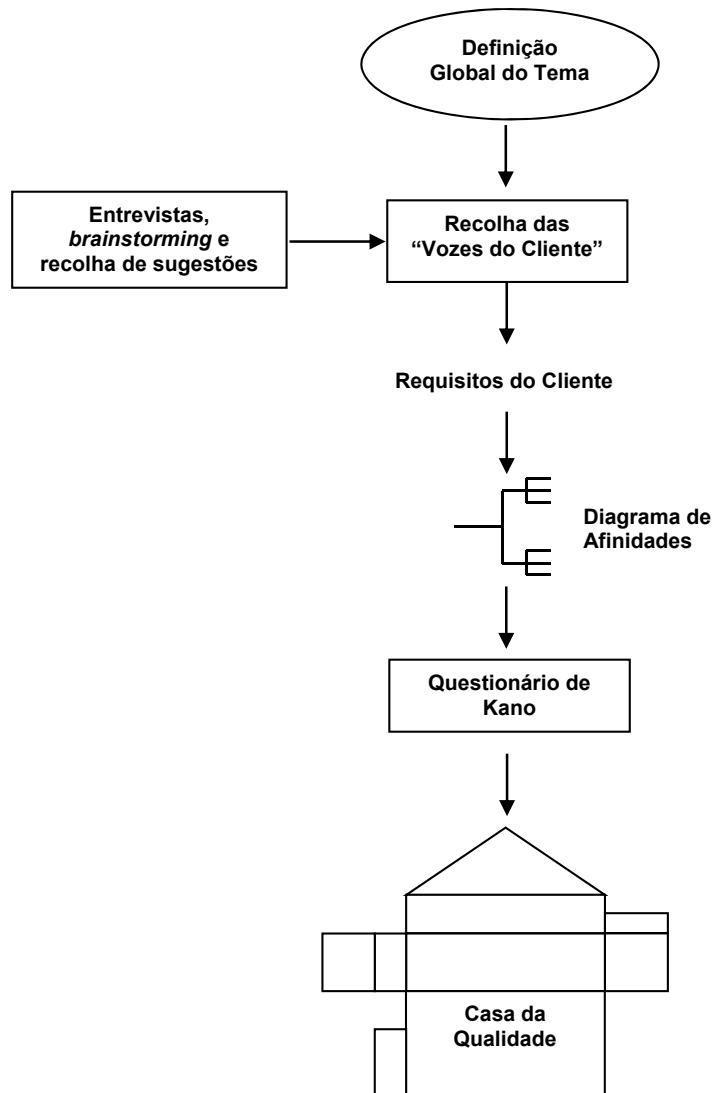 Definição
Global do Tema
Entrevistas,
brainstorming e
recolha de sugestões
Recolha das
“Vozes do Cliente”
Requisitos do Cliente
Diagrama de
Afinidades
Questionário de
Kano
Casa da
Qualidade